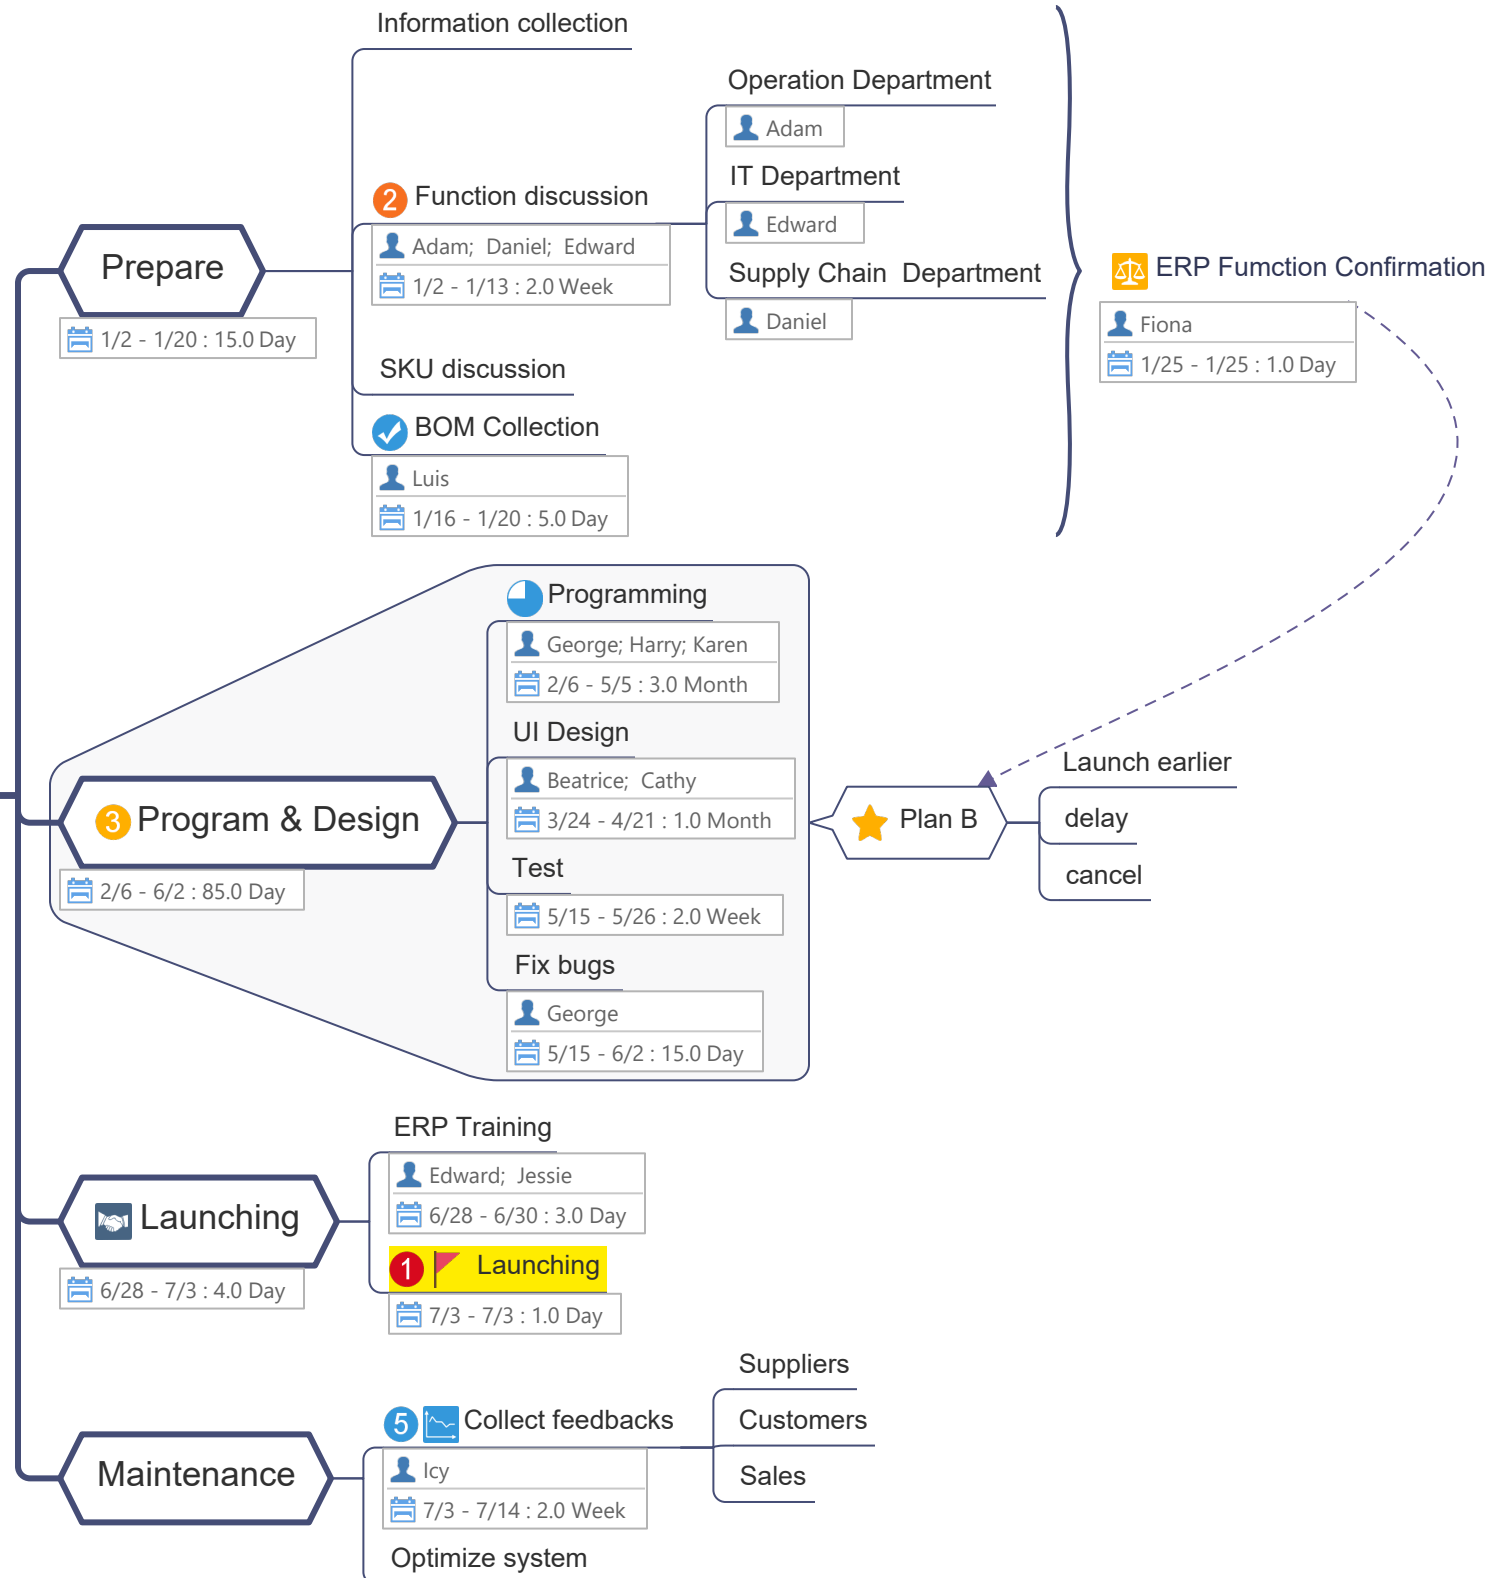 Information collection
Operation Department
Adam
IT Department
Edward
Supply Chain  Department
Daniel
2 Function discussion
Adam;  Daniel;  Edward
1/2 - 1/13 : 2.0 Week
Prepare
1/2 - 1/20 : 15.0 Day
SKU discussion
BOM Collection
Luis
1/16 - 1/20 : 5.0 Day
ERP Fumction Confirmation
Fiona
1/25 - 1/25 : 1.0 Day
3 Program & Design
2/6 - 6/2 : 85.0 Day
Programming
George; Harry; Karen
2/6 - 5/5 : 3.0 Month
UI Design
Beatrice;  Cathy
3/24 - 4/21 : 1.0 Month
Test
5/15 - 5/26 : 2.0 Week
Fix bugs
George
5/15 - 6/2 : 15.0 Day
Plan B
Launch earlier
delay
cancel
Launching
6/28 - 7/3 : 4.0 Day
ERP Training
Edward;  Jessie
6/28 - 6/30 : 3.0 Day
1 Launching
7/3 - 7/3 : 1.0 Day
Maintenance
5 Collect feedbacks
Icy
7/3 - 7/14 : 2.0 Week
Suppliers
Customers
Sales
Optimize system